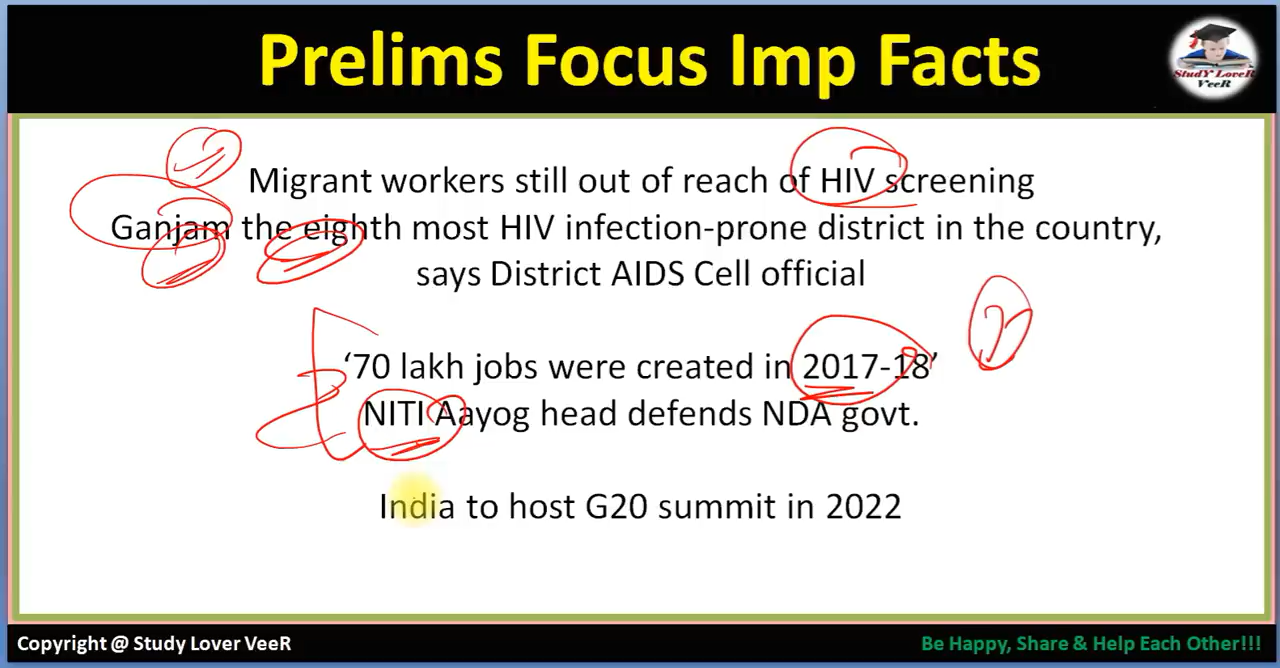 Prelims Focus Imp Facts
StudY LoveR
VeeR
Migrant workers still out of reach of HIV screening
Ganjam the eighth most HIV infection-prone district in the country,
says District AIDS Cell official
‘70 lakh jobs were created in 2017-18’
NITI Aayog head defends NDA govt.
India to host G20 summit in 2022
Copyright @ Study Lover VeeR
Be Happy, Share & Help Each Other!!!